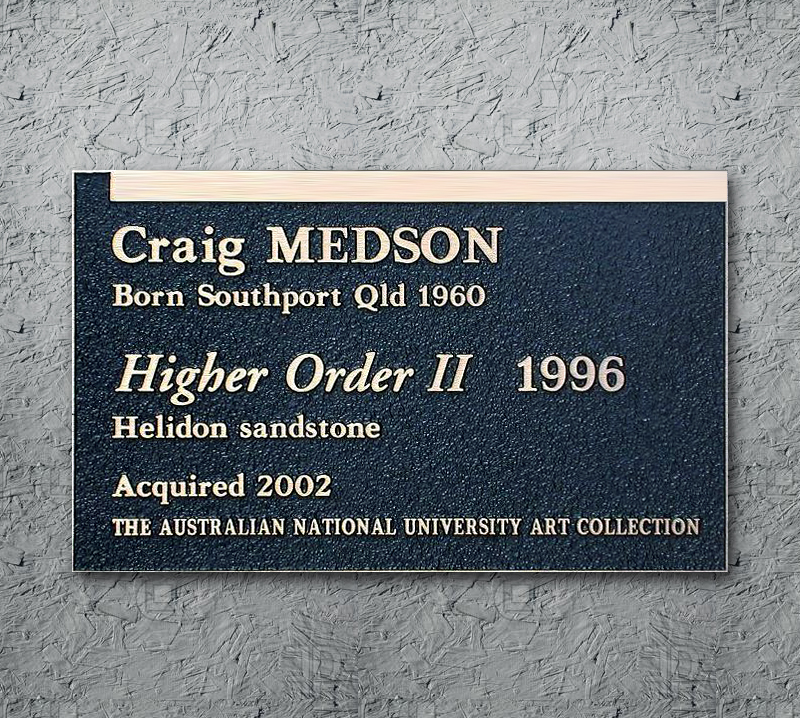 Craig MEDSON
Born Southport Qld 1960
Higher Order II 1996
Helidon sandstone
Acquired 2002
THE AUSTRALIAN NATIONAL UNIVERSITY ART COLLECTION